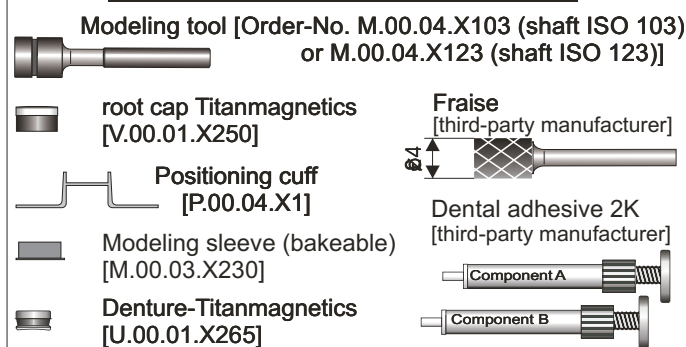 Modeling tool [Order-No. M.00.04.X103 (shaft ISO 103)
or M.00.04.X123 (shaft ISO 123)]
root cap Titanmagnetics
[V.00.01.X250]
Positioning cuff
[P.00.04.X1]
Modeling sleeve (bakeable)
[M.00.03.X230]
Denture-Titanmagnetics
[U.00.01.X265]
Fraise
[third-party manufacturer]
Dental adhesive 2K
[third-party manufacturer]
Component A
Component B